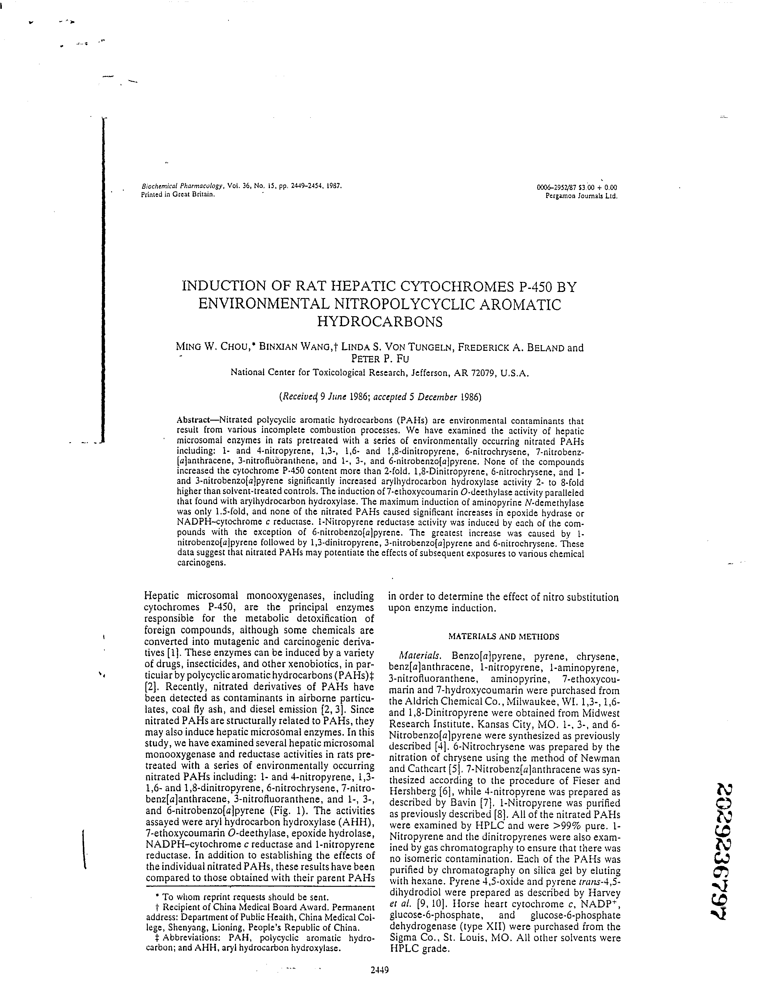 Biochemical Pharmacology, Vol. 36, No. 15, pp. 2449-2454, 1987.
Printed in Great Britain.
0006-2952/87 $3.00 + 0.00
Pergamon Journals Ltd.
INDUCTION OF RAT HEPATIC CYTOCHROMES P-450 BY
ENVIRONMENTAL NITROPOLYCYCLIC AROMATIC
HYDROCARBONS
MING W. CHOU,* BINXIAN WANG,† LINDA S. VON TUNGELN, FREDERICK A. BELAND and
PETER P. FU
National Center for Toxicological Research, Jefferson, AR 72079, U.S.A.
(Received 9 June 1986; accepted 5 December 1986)
Abstract—Nitrated polycyclic aromatic hydrocarbons (PAHs) are environmental contaminants that
result from various incomplete combustion processes. We have examined the activity of hepatic
microsomal enzymes in rats pretreated with a series of environmentally occurring nitrated PAHs
including: 1- and 4-nitropyrene, 1,3-, 1,6- and 1,8-dinitropyrene, 6-nitrochrysene, 7-nitrobenz-
[a]anthracene, 3-nitrofluoranthene, and 1-, 3-, and 6-nitrobenzo[a]pyrene. None of the compounds
increased the cytochrome P-450 content more than 2-fold. 1,8-Dinitropyrene, 6-nitrochrysene, and 1-
and 3-nitrobenzo[a]pyrene significantly increased arylhydrocarbon hydroxylase activity 2- to 8-fold
higher than solvent-treated controls. The induction of 7-ethoxycoumarin O-deethylase activity paralleled
that found with arylhydrocarbon hydroxylase. The maximum induction of aminopyrine N-demethylase
was only 1.5-fold, and none of the nitrated PAHs caused significant increases in epoxide hydrase or
NADPH–cytochrome c reductase. 1-Nitropyrene reductase activity was induced by each of the com-
pounds with the exception of 6-nitrobenzo[a]pyrene. The greatest increase was caused by 1-
nitrobenzo[a]pyrene followed by 1,3-dinitropyrene, 3-nitrobenzo[a]pyrene and 6-nitrochrysene. These
data suggest that nitrated PAHs may potentiate the effects of subsequent exposures to various chemical
carcinogens.
Hepatic microsomal monooxygenases, including
cytochromes P-450, are the principal enzymes
responsible for the metabolic detoxification of
foreign compounds, although some chemicals are
converted into mutagenic and carcinogenic deriva-
tives [1]. These enzymes can be induced by a variety
of drugs, insecticides, and other xenobiotics, in par-
ticular by polycyclic aromatic hydrocarbons (PAHs)‡
[2]. Recently, nitrated derivatives of PAHs have
been detected as contaminants in airborne particu-
lates, coal fly ash, and diesel emission [2, 3]. Since
nitrated PAHs are structurally related to PAHs, they
may also induce hepatic microsomal enzymes. In this
study, we have examined several hepatic microsomal
monooxygenase and reductase activities in rats pre-
treated with a series of environmentally occurring
nitrated PAHs including: 1- and 4-nitropyrene, 1,3-
1,6- and 1,8-dinitropyrene, 6-nitrochrysene, 7-nitro-
benz[a]anthracene, 3-nitrofluoranthene, and 1-, 3-,
and 6-nitrobenzo[a]pyrene (Fig. 1). The activities
assayed were aryl hydrocarbon hydroxylase (AHH),
7-ethoxycoumarin O-deethylase, epoxide hydrolase,
NADPH–cytochrome c reductase and 1-nitropyrene
reductase. In addition to establishing the effects of
the individual nitrated PAHs, these results have been
compared to those obtained with their parent PAHs
* To whom reprint requests should be sent.
† Recipient of China Medical Board Award. Permanent
address: Department of Public Health, China Medical Col-
lege, Shenyang, Lioning, People's Republic of China.
‡ Abbreviations: PAH, polycyclic aromatic hydro-
carbon; and AHH, aryl hydrocarbon hydroxylase.
in order to determine the effect of nitro substitution
upon enzyme induction.
MATERIALS AND METHODS
Materials. Benzo[a]pyrene, pyrene, chrysene,
benz[a]anthracene, 1-nitropyrene, 1-aminopyrene,
3-nitrofluoranthene, aminopyrine, 7-ethoxycou-
marin and 7-hydroxycoumarin were purchased from
the Aldrich Chemical Co., Milwaukee, WI. 1,3-, 1,6-
and 1,8-Dinitropyrene were obtained from Midwest
Research Institute, Kansas City, MO. 1-, 3-, and 6-
Nitrobenzo[a]pyrene were synthesized as previously
described [4]. 6-Nitrochrysene was prepared by the
nitration of chrysene using the method of Newman
and Cathcart [5]. 7-Nitrobenz[a]anthracene was syn-
thesized according to the procedure of Fieser and
Hershberg [6], while 4-nitropyrene was prepared as
described by Bavin [7]. 1-Nitropyrene was purified
as previously described [8]. All of the nitrated PAHs
were examined by HPLC and were >99% pure. 1-
Nitropyrene and the dinitropyrenes were also exam-
ined by gas chromatography to ensure that there was
no isomeric contamination. Each of the PAHs was
purified by chromatography on silica gel by eluting
with hexane. Pyrene 4,5-oxide and pyrene trans-4,5-
dihydrodiol were prepared as described by Harvey
et al. [9, 10]. Horse heart cytochrome c, NADP+,
glucose-6-phosphate, and glucose-6-phosphate
dehydrogenase (type XII) were purchased from the
Sigma Co., St. Louis, MO. All other solvents were
HPLC grade.
2449
2029236797